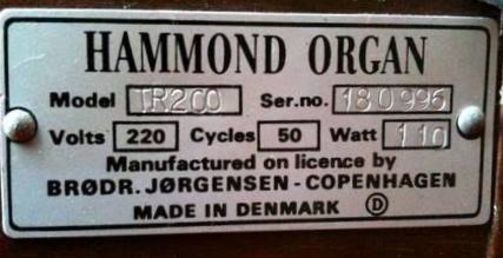 HAMMOND ORGAN
Model TR200 Ser.no. 180996
Volts 220 Cycles 50 Watt 110
Manufactured on licence by
BRØDR. JØRGENSEN - COPENHAGEN
MADE IN DENMARK D